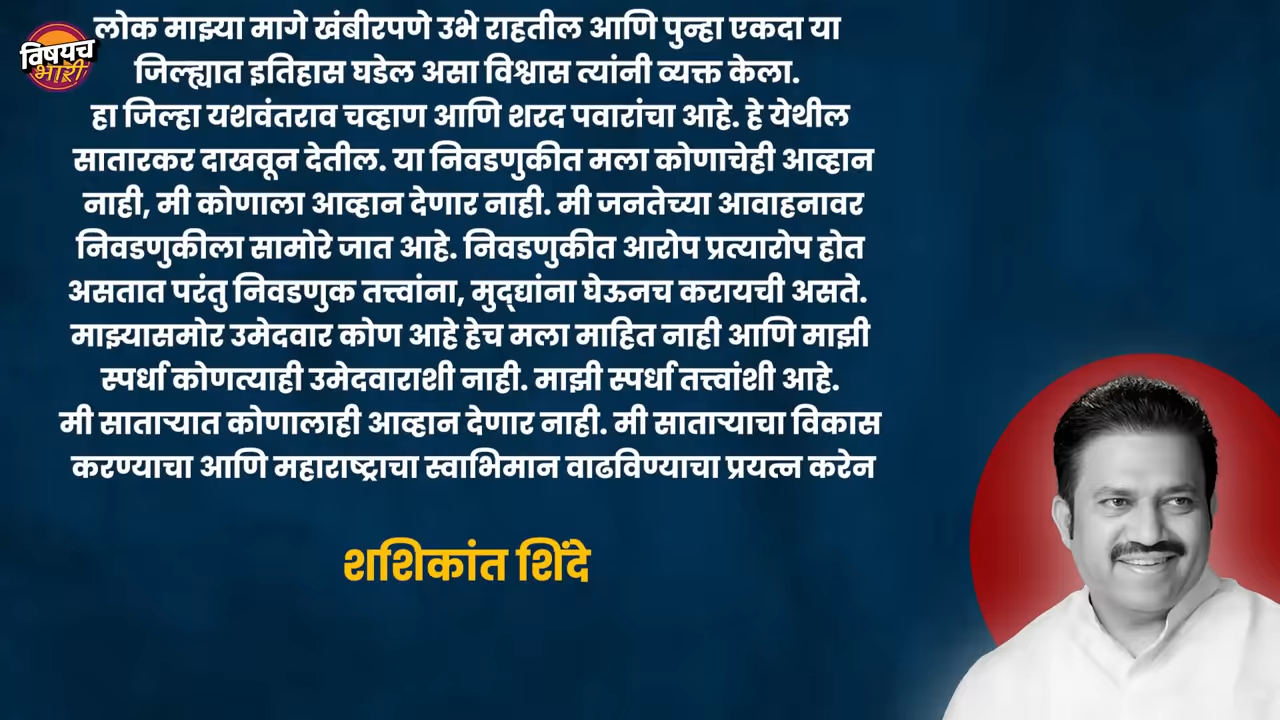 विषयच
भारी
लोक माझ्या मागे खंबीरपणे उभे राहतील आणि पुन्हा एकदा या
जिल्ह्यात इतिहास घडेल असा विश्वास त्यांनी व्यक्त केला.
हा जिल्हा यशवंतराव चव्हाण आणि शरद पवारांचा आहे. हे येथील
सातारकर दाखवून देतील. या निवडणुकीत मला कोणाचेही आव्हान
नाही, मी कोणाला आव्हान देणार नाही. मी जनतेच्या आवाहनावर
निवडणुकीला सामोरे जात आहे. निवडणुकीत आरोप प्रत्यारोप होत
असतात परंतु निवडणुक तत्त्वांना, मुद्द्यांना घेऊनच करायची असते.
माझ्यासमोर उमेदवार कोण आहे हेच मला माहित नाही आणि माझी
स्पर्धा कोणत्याही उमेदवाराशी नाही. माझी स्पर्धा तत्त्वांशी आहे.
मी साताऱ्यात कोणालाही आव्हान देणार नाही. मी साताऱ्याचा विकास
करण्याचा आणि महाराष्ट्राचा स्वाभिमान वाढविण्याचा प्रयत्न करेन
शशिकांत शिंदे